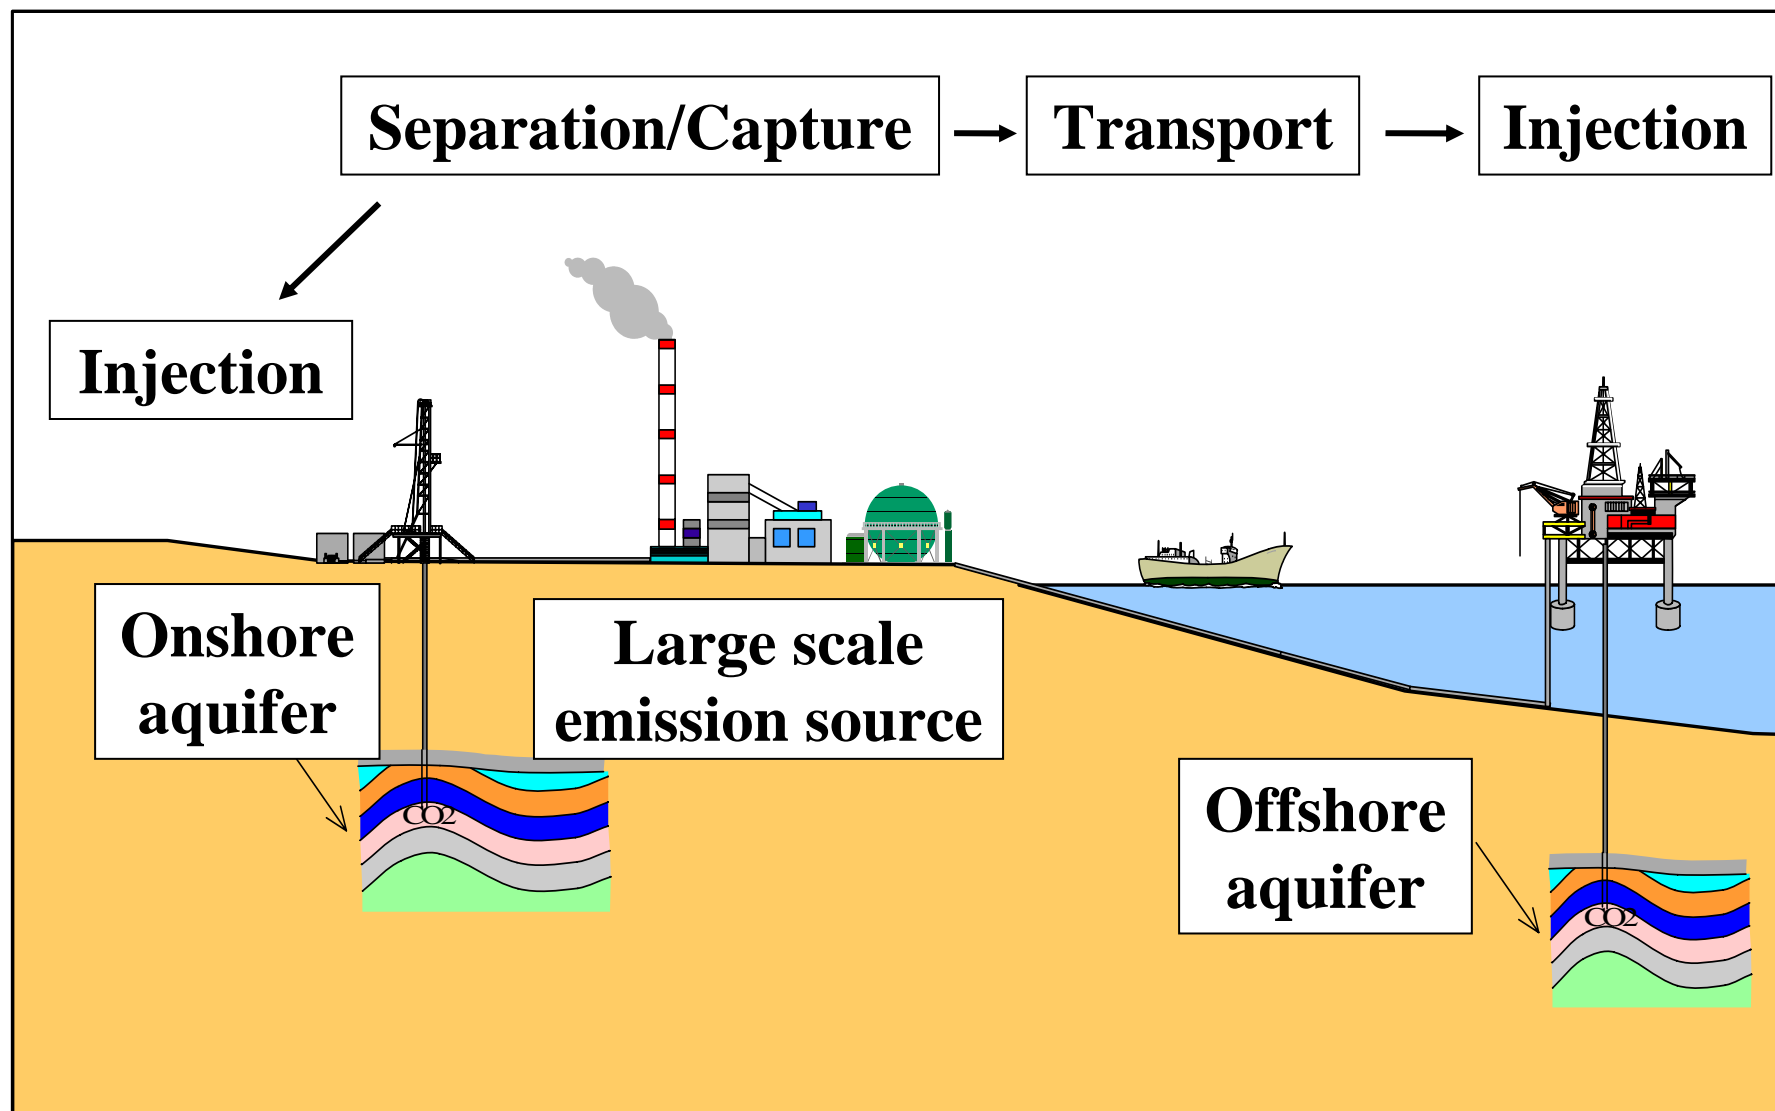 Separation/Capture
Transport
Injection
Injection
Onshore
aquifer
Large scale
emission source
CO2
Offshore
aquifer
CO2